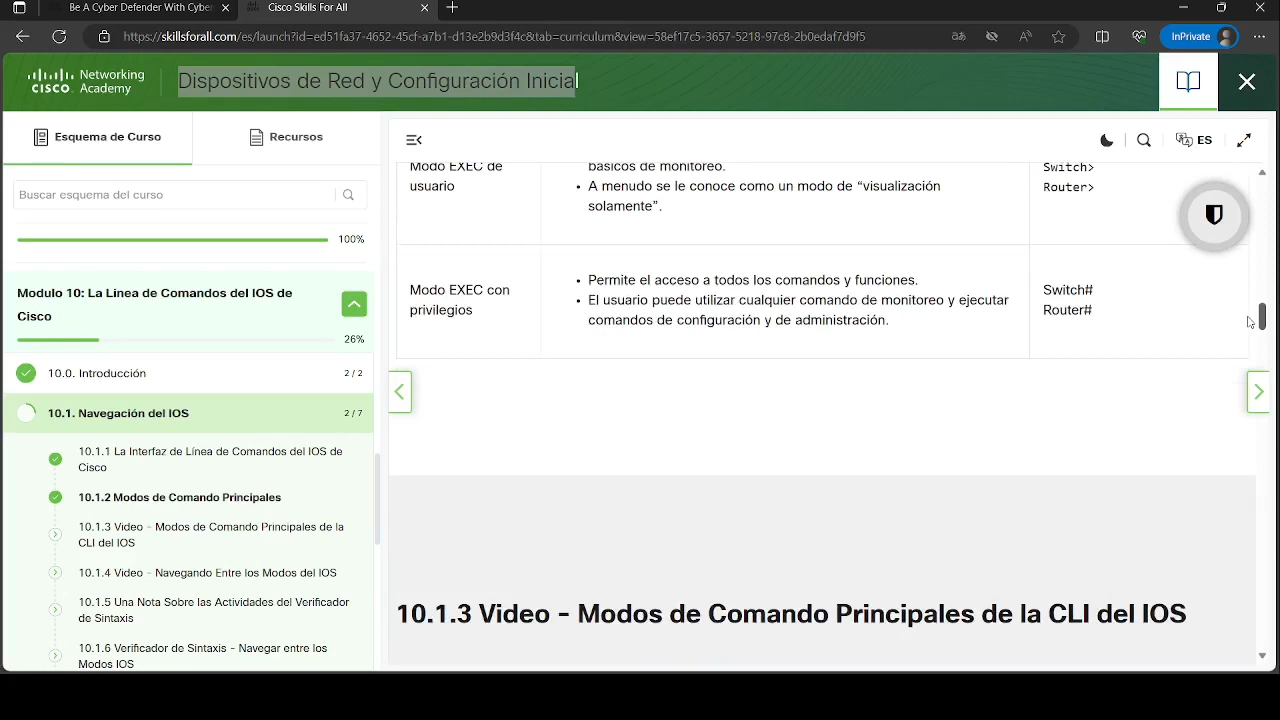 Be A Cyber Defender With Cyber
Cisco Skills For All
https://skillsforall.com/es/launch?id=ed51fa37-4652-45cf-a7b1-d13e2b9d3f4c&tab=curriculum&view=58ef17c5-3657-5218-97c8-2b0edaf7d9f5
InPrivate
CISCO Networking Academy
Dispositivos de Red y Configuración Inicial
Esquema de Curso
Recursos
ES
Buscar esquema del curso
100%
Modulo 10: La Linea de Comandos del IOS de
Cisco
26%
10.0. Introducción 2 / 2
10.1. Navegación del IOS 2 / 7
10.1.1 La Interfaz de Línea de Comandos del IOS de
Cisco
10.1.2 Modos de Comando Principales
10.1.3 Video - Modos de Comando Principales de la
CLI del IOS
10.1.4 Video - Navegando Entre los Modos del IOS
10.1.5 Una Nota Sobre las Actividades del Verificador
de Sintaxis
10.1.6 Verificador de Sintaxis - Navegar entre los
Modos IOS
Modo EXEC de
usuario
básicos de monitoreo.
• A menudo se le conoce como un modo de “visualización
solamente”.
Switch>
Router>
Modo EXEC con
privilegios
• Permite el acceso a todos los comandos y funciones.
• El usuario puede utilizar cualquier comando de monitoreo y ejecutar
comandos de configuración y de administración.
Switch#
Router#
10.1.3 Video - Modos de Comando Principales de la CLI del IOS